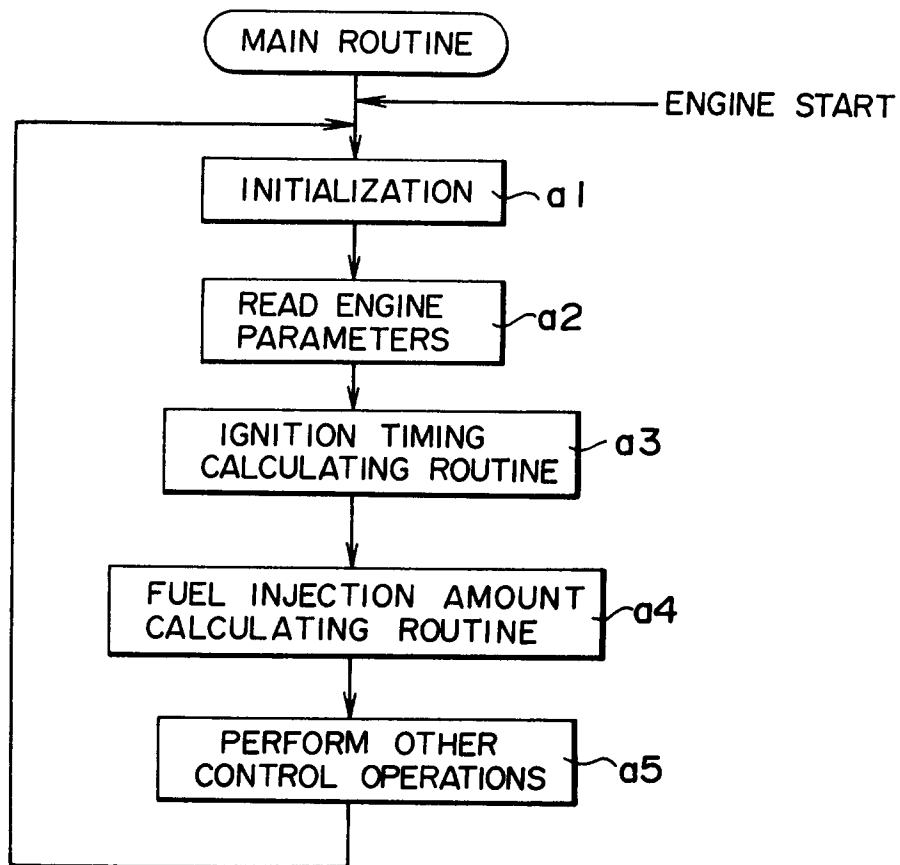 MAIN ROUTINE
ENGINE START
INITIALIZATION
a1
READ ENGINE
PARAMETERS
a2
IGNITION TIMING
CALCULATING ROUTINE
a3
FUEL INJECTION AMOUNT
CALCULATING ROUTINE
a4
PERFORM OTHER
CONTROL OPERATIONS
a5